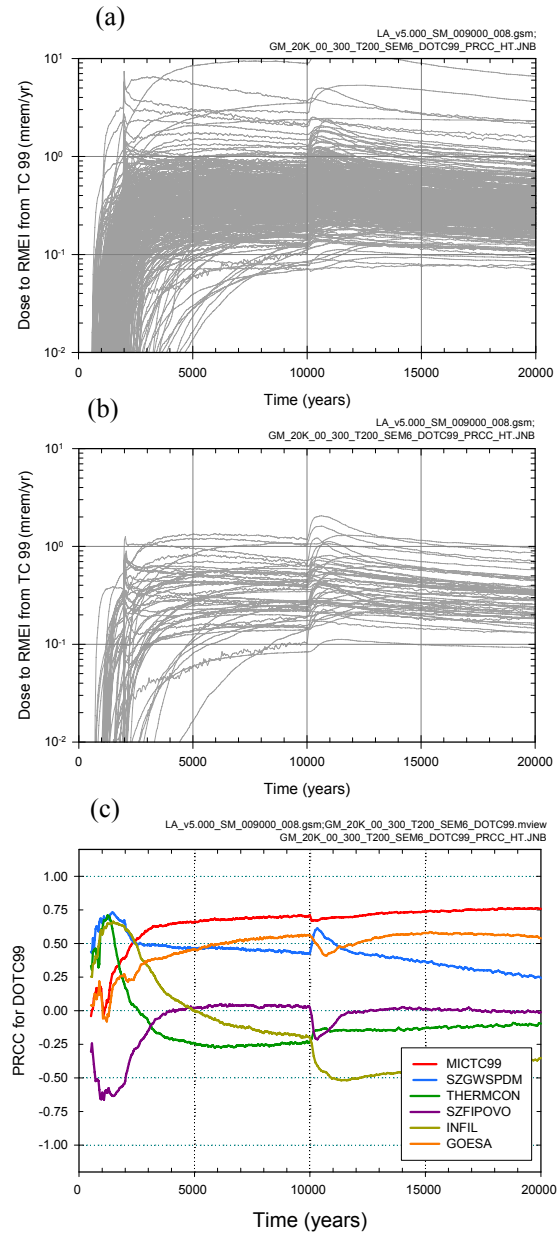 (a)
LA_v5.000_SM_009000_008.gsm;
GM_20K_00_300_T200_SEM6_DOTC99_PRCC_HT.JNB
Dose to RMEI from TC 99 (mrem/yr)
10^1
10^0
10^-1
10^-2
0 5000 10000 15000 20000
Time (years)
(b)
LA_v5.000_SM_009000_008.gsm;
GM_20K_00_300_T200_SEM6_DOTC99_PRCC_HT.JNB
Dose to RMEI from TC 99 (mrem/yr)
10^1
10^0
10^-1
10^-2
0 5000 10000 15000 20000
Time (years)
(c)
LA_v5.000_SM_009000_008.gsm;GM_20K_00_300_T200_SEM6_DOTC99.mview
GM_20K_00_300_T200_SEM6_DOTC99_PRCC_HT.JNB
PRCC for DOTC99
1.00
0.75
0.50
0.25
0.00
-0.25
-0.50
-0.75
-1.00
MICTC99
SZGWSPDM
THERMCON
SZFIPOVO
INFIL
GOESA
0 5000 10000 15000 20000
Time (years)